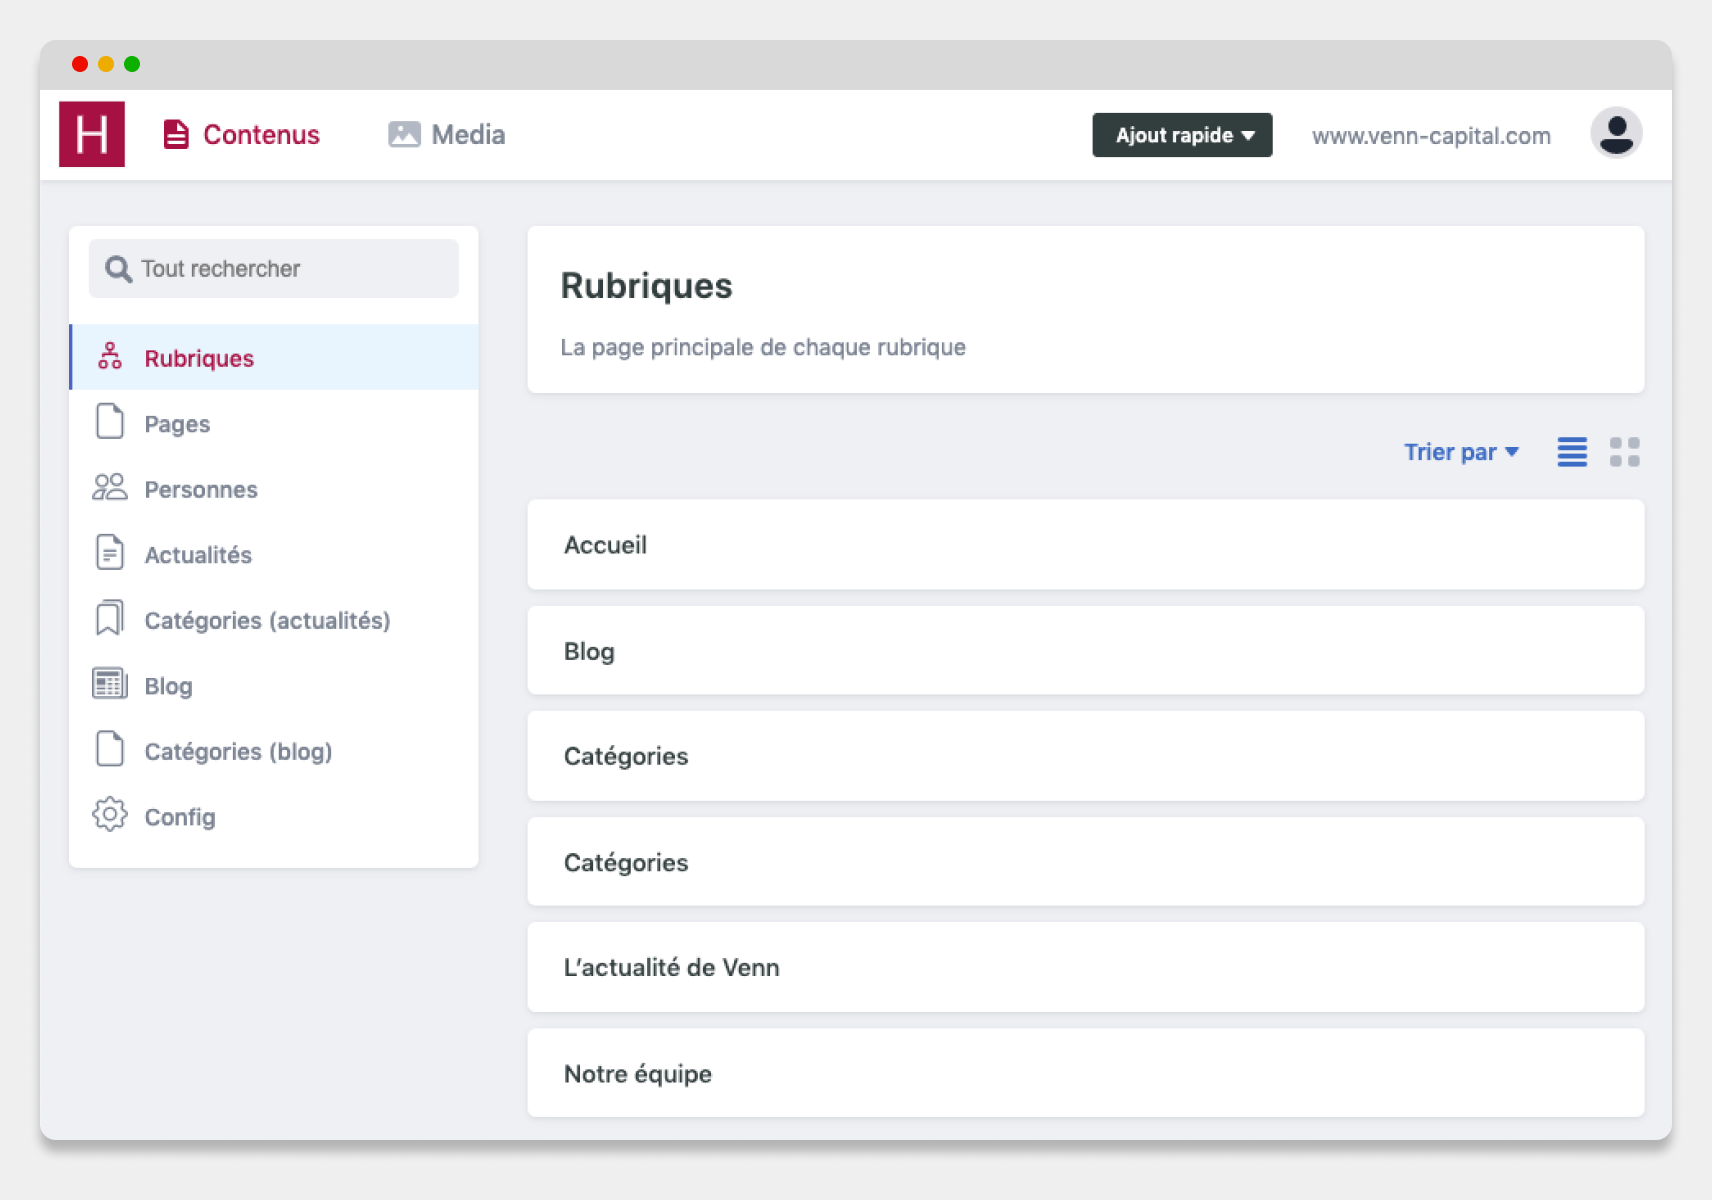 H
Contenus
Media
Ajout rapide
www.venn-capital.com
Tout rechercher
Rubriques
Pages
Personnes
Actualités
Catégories (actualités)
Blog
Catégories (blog)
Config
Rubriques
La page principale de chaque rubrique
Trier par
Accueil
Blog
Catégories
Catégories
L'actualité de Venn
Notre équipe